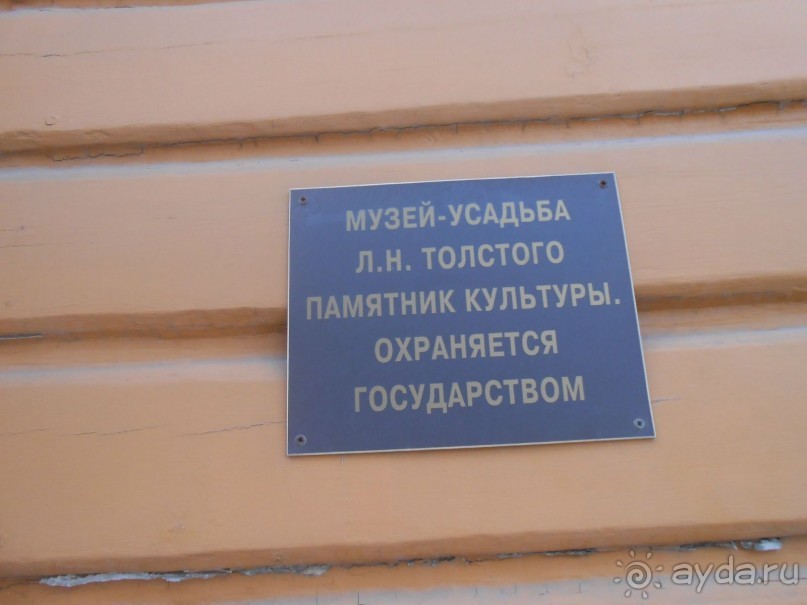 МУЗЕЙ-УСАДЬБА
Л.Н. ТОЛСТОГО
ПАМЯТНИК КУЛЬТУРЫ.
ОХРАНЯЕТСЯ
ГОСУДАРСТВОМ
ayda.ru